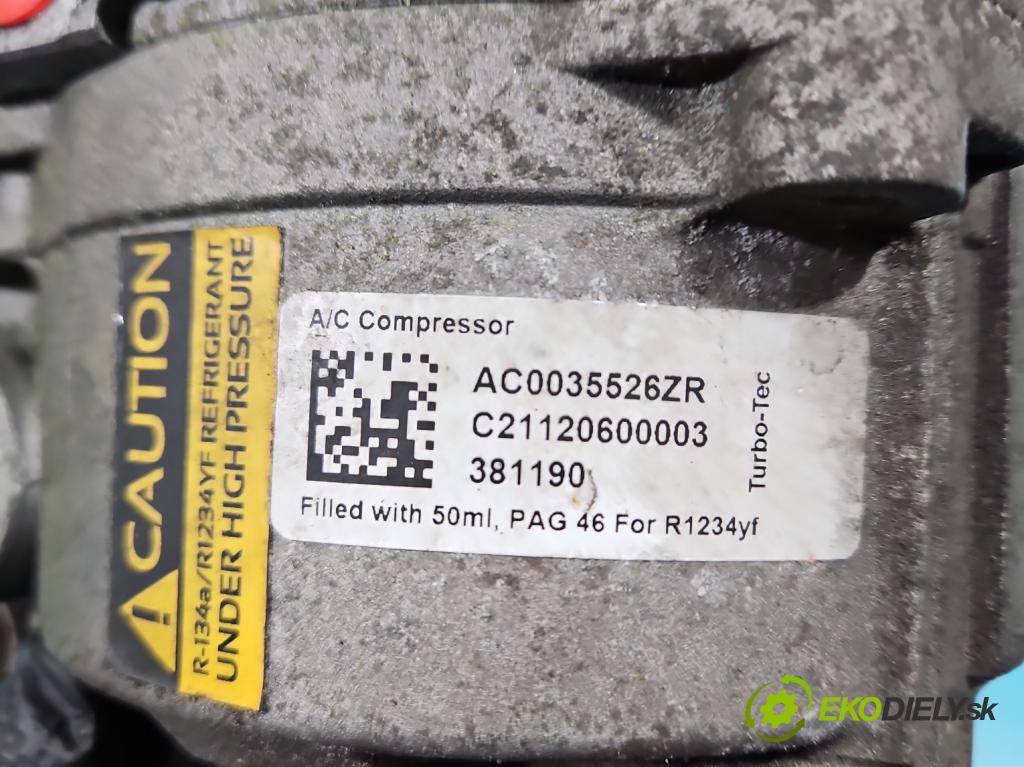 CAUTION
R-134a/R1234YF REFRIGERANT
UNDER HIGH PRESSURE
A/C Compressor
AC0035526ZR
C21120600003
381190
Turbo-Tec
Filled with 50ml, PAG 46 For R1234yf
EKODIELY.sk